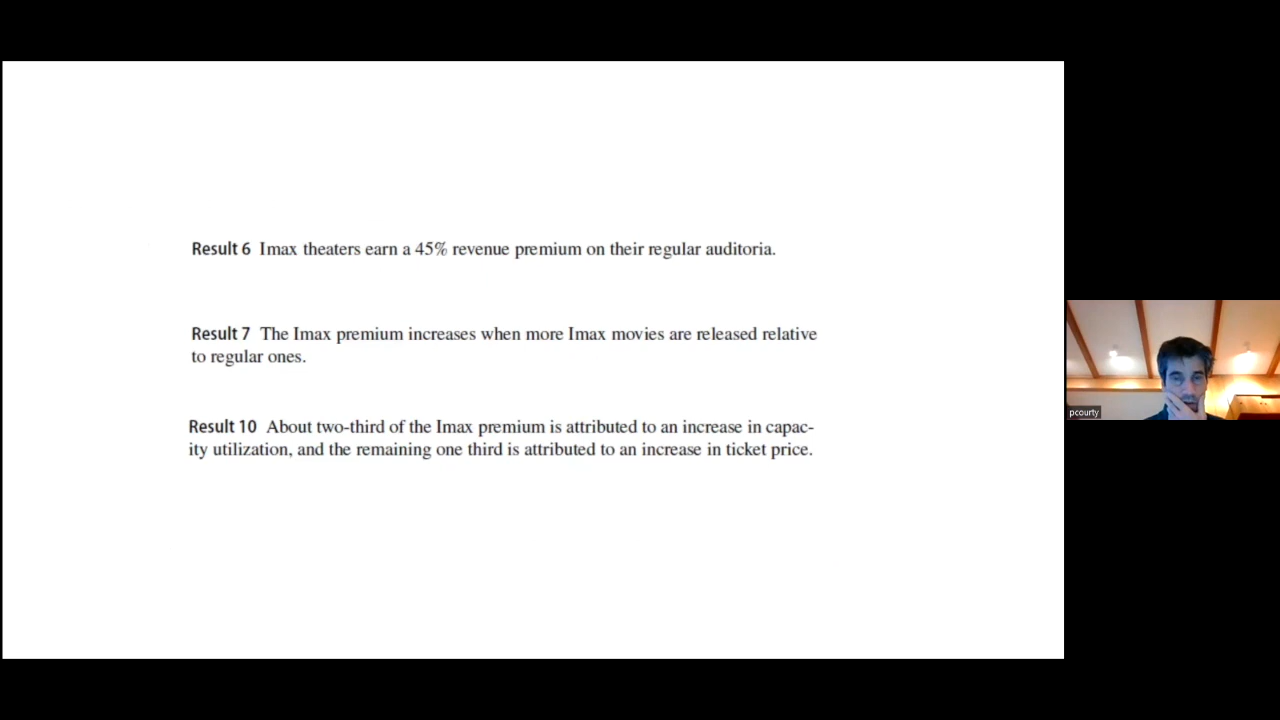 Result 6 Imax theaters earn a 45% revenue premium on their regular auditoria.
Result 7 The Imax premium increases when more Imax movies are released relative
to regular ones.
Result 10 About two-third of the Imax premium is attributed to an increase in capac-
ity utilization, and the remaining one third is attributed to an increase in ticket price.
pcourty